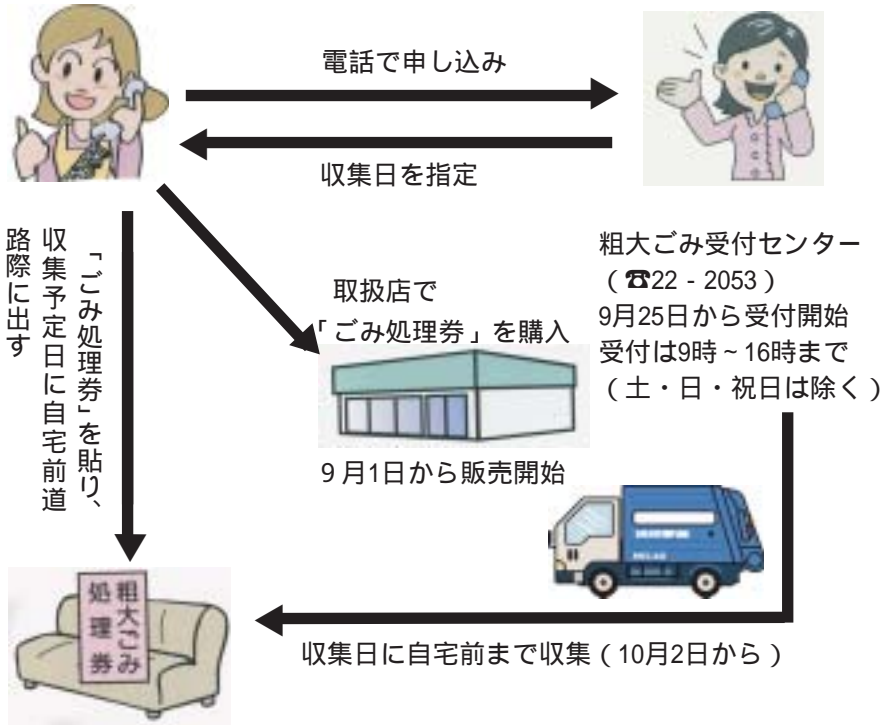 電話で申し込み
収集日を指定
粗大ごみ受付センター
(☎22 - 2053)
9月25日から受付開始
受付は9時~16時まで
(土・日・祝日は除く)
取扱店で
「ごみ処理券」を購入
9月1日から販売開始
「ごみ処理券」を貼り、
収集予定日に自宅前道
路際に出す
粗大ごみ
処理券
収集日に自宅前まで収集(10月2日から)